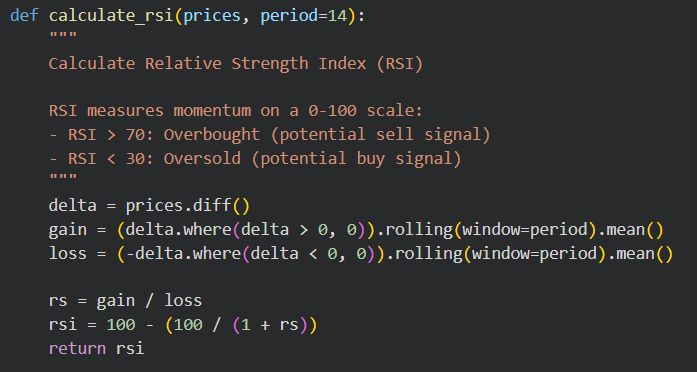 def calculate_rsi(prices, period=14):
    """
    Calculate Relative Strength Index (RSI)

    RSI measures momentum on a 0-100 scale:
    - RSI > 70: Overbought (potential sell signal)
    - RSI < 30: Oversold (potential buy signal)
    """
    delta = prices.diff()
    gain = (delta.where(delta > 0, 0)).rolling(window=period).mean()
    loss = (-delta.where(delta < 0, 0)).rolling(window=period).mean()

    rs = gain / loss
    rsi = 100 - (100 / (1 + rs))
    return rsi